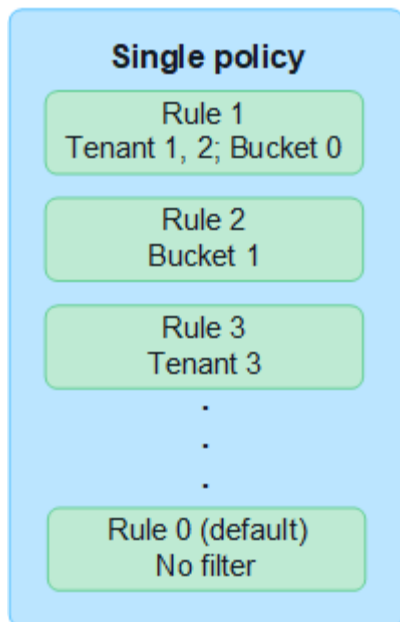 Single policy
Rule 1
Tenant 1, 2; Bucket 0
Rule 2
Bucket 1
Rule 3
Tenant 3
.
.
.
Rule 0 (default)
No filter